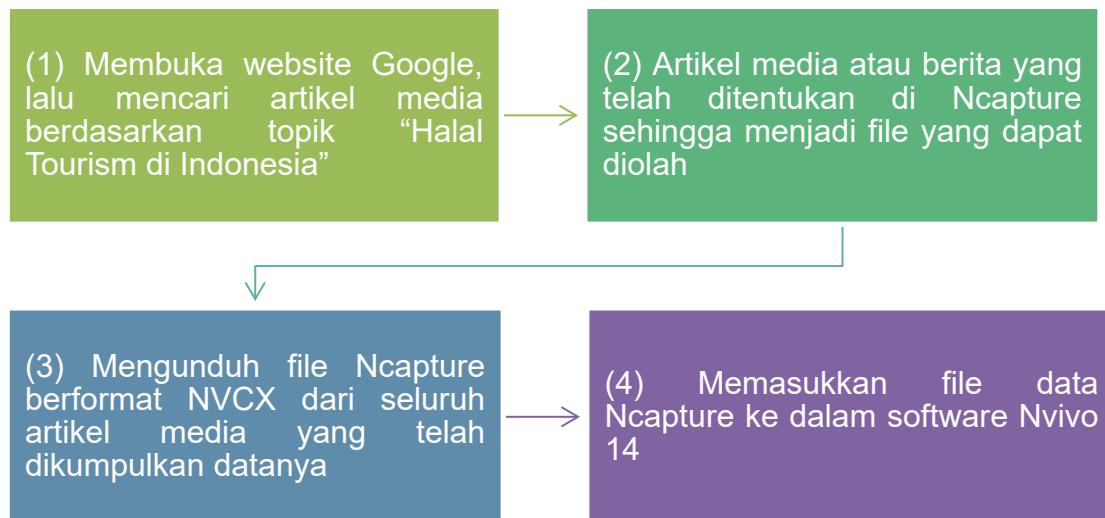 (1) Membuka website Google,
lalu mencari artikel media
berdasarkan topik “Halal
Tourism di Indonesia”
(2) Artikel media atau berita yang
telah ditentukan di Ncapture
sehingga menjadi file yang dapat
diolah
(3) Mengunduh file Ncapture
berformat NVCX dari seluruh
artikel media yang telah
dikumpulkan datanya
(4) Memasukkan file data
Ncapture ke dalam software Nvivo
14